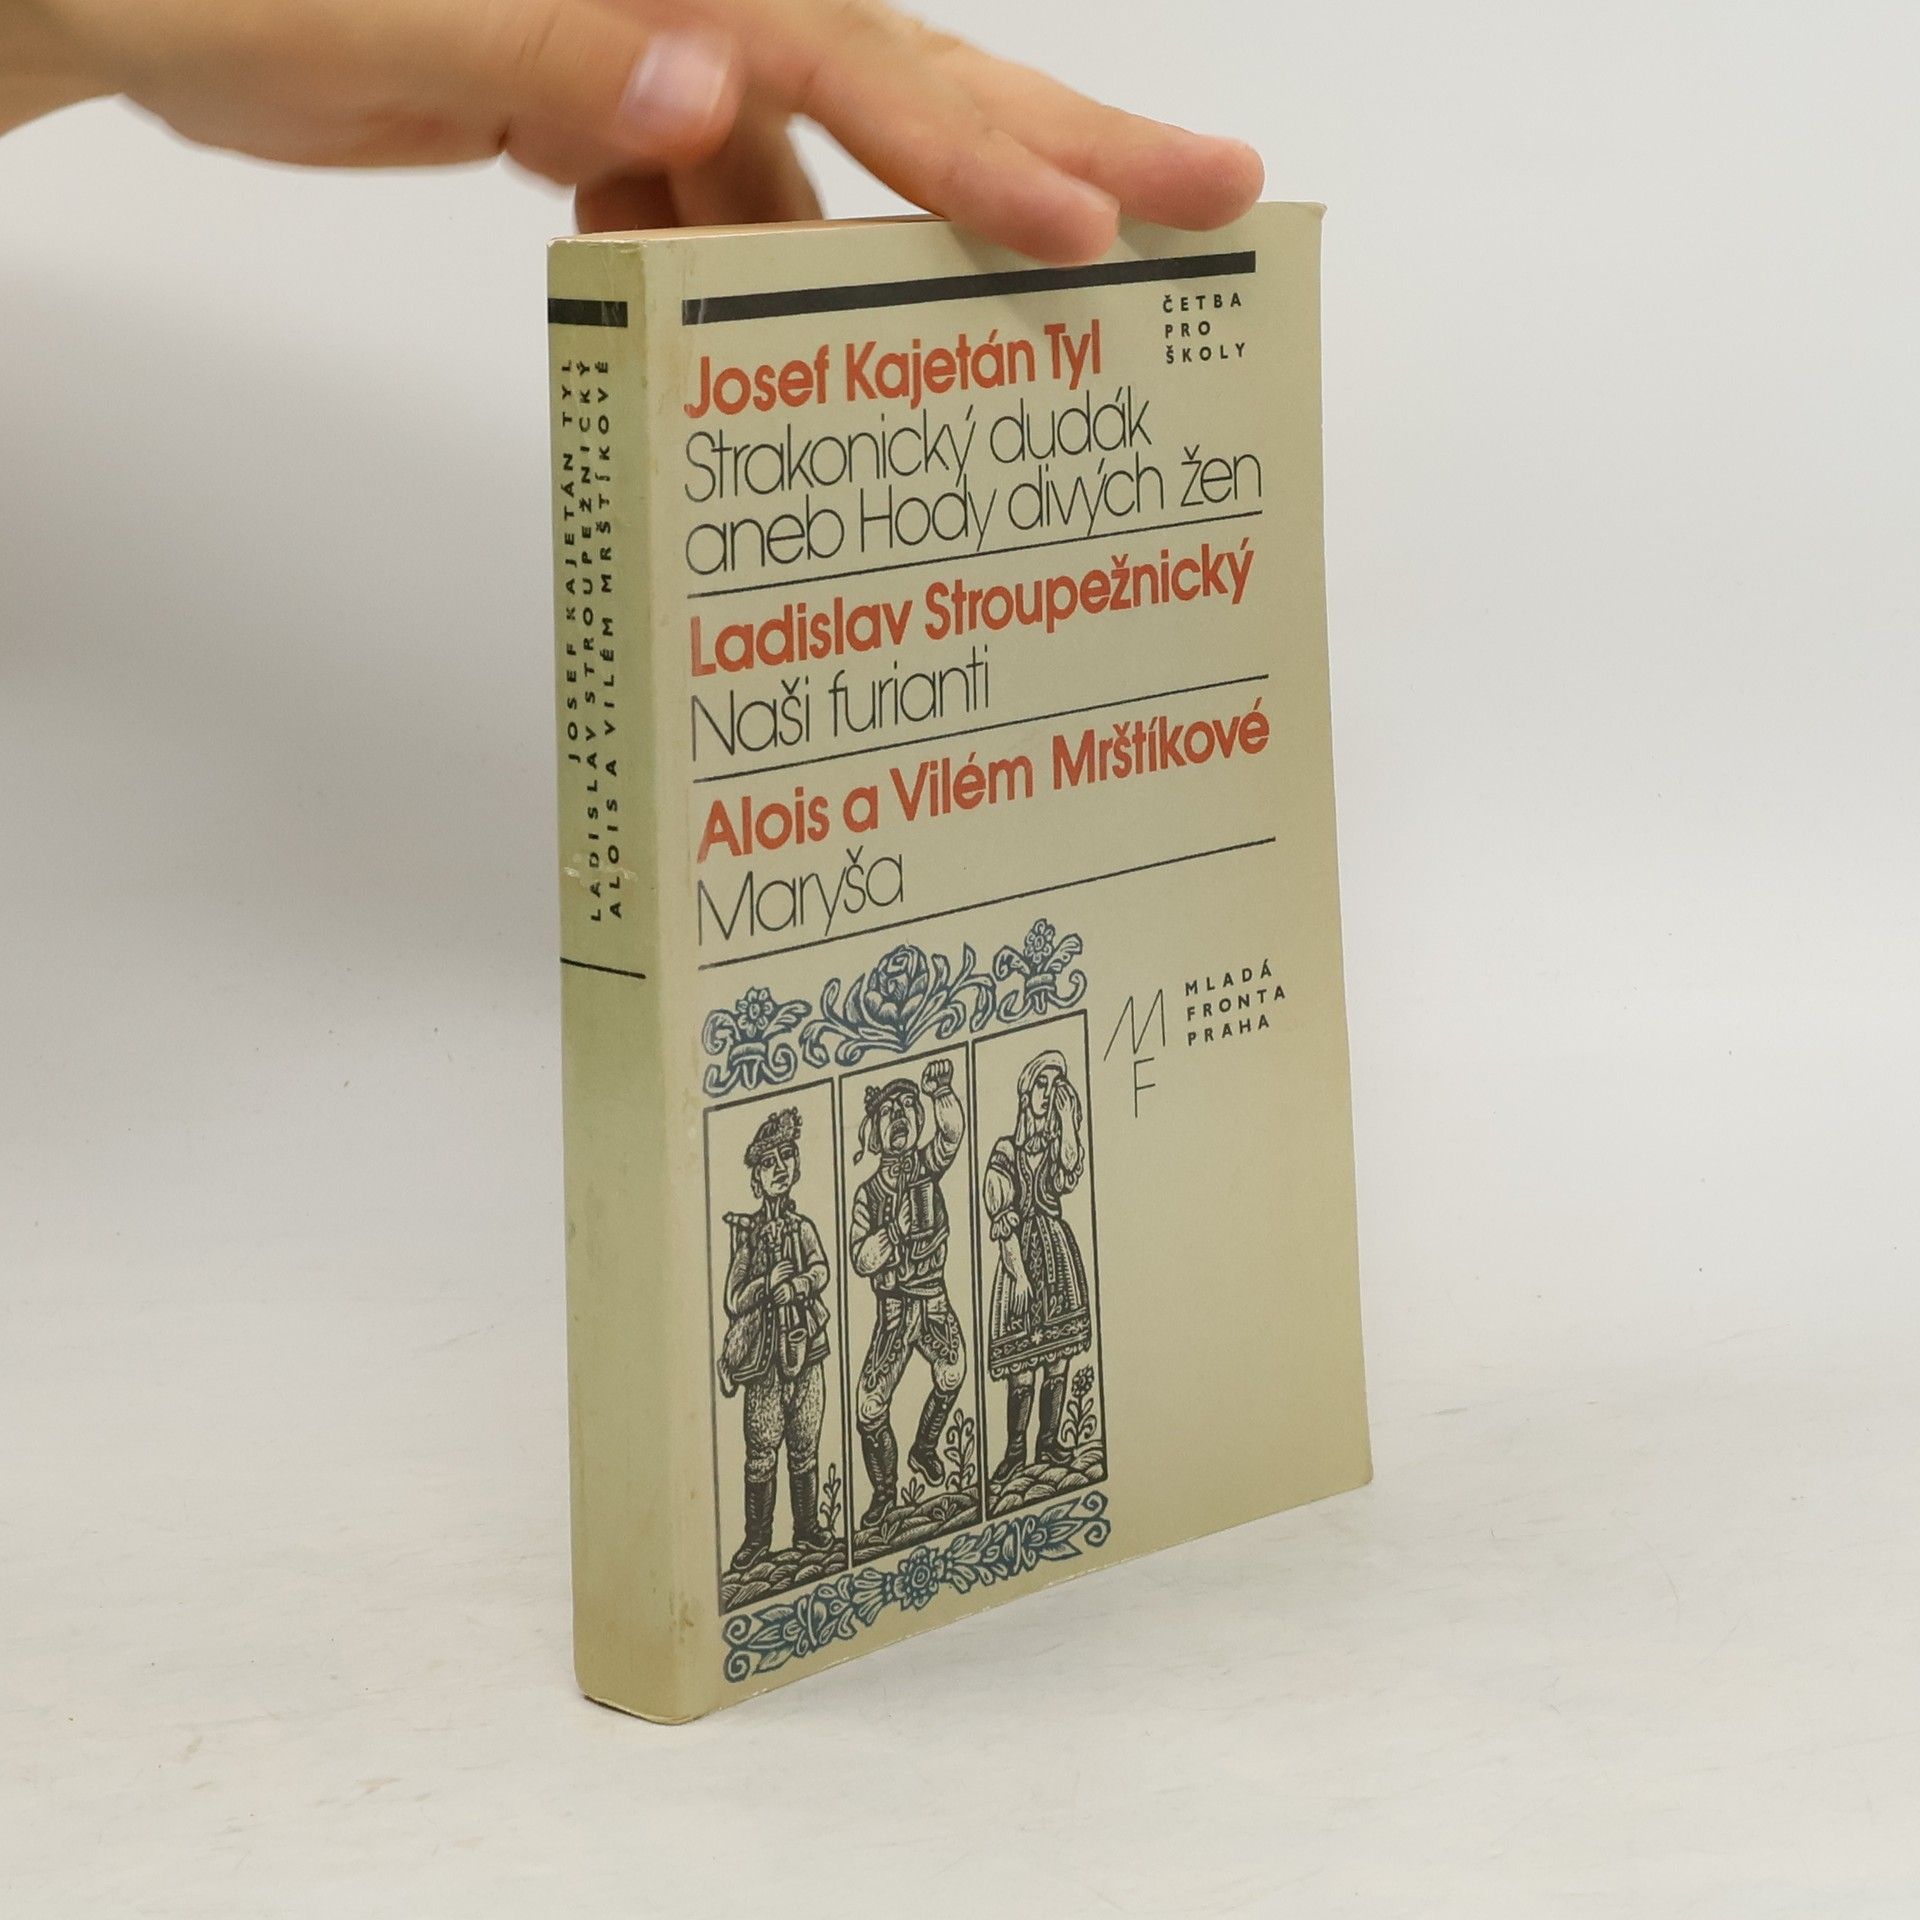 JOSEF KAJETÁN TYL
LADISLAV STROUPEŽNICKÝ
ALOIS A VILÉM MRŠTÍKOVÉ
ČETBA
PRO
ŠKOLY
Josef Kajetán Tyl
Strakonický dudák
aneb Hody divých žen
Ladislav Stroupežnický
Naši furianti
Alois a Vilém Mrštíkové
Maryša
MF
MLADÁ
FRONTA
PRAHA